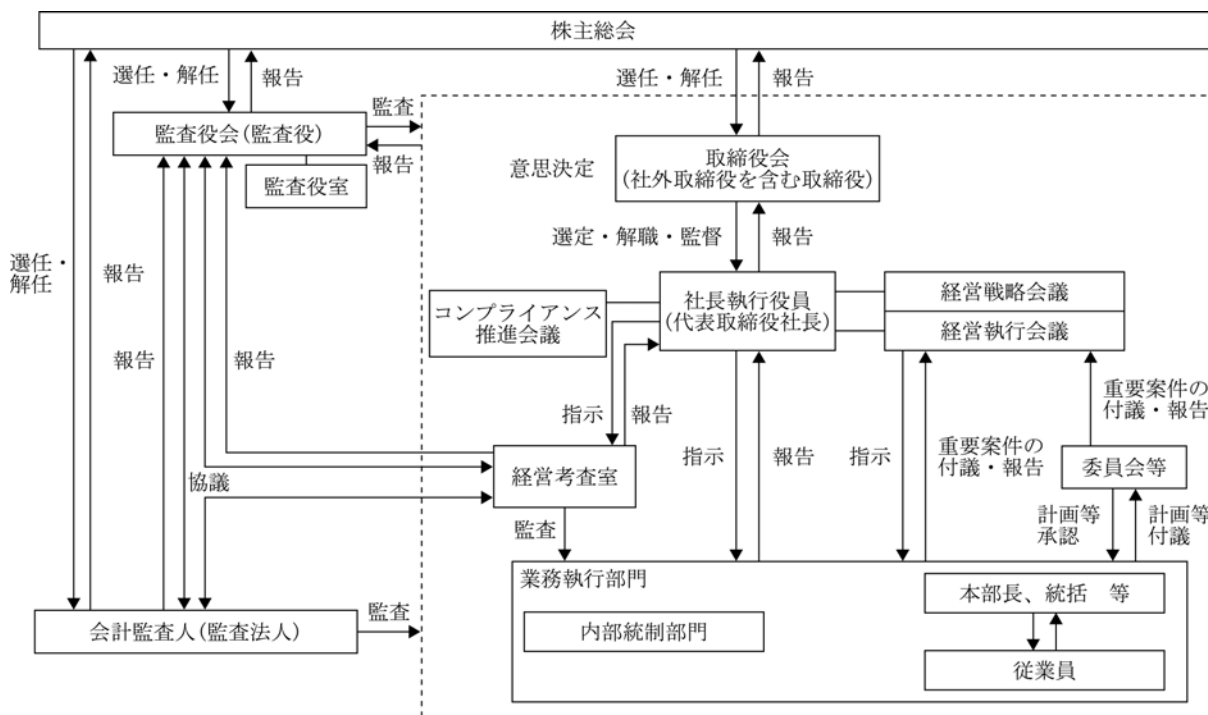 株主総会
選任・解任
報告
選任・解任
報告
監査
監査役会(監査役)
報告
監査役室
意思決定
取締役会
(社外取締役を含む取締役)
選定・解職・監督
報告
選任・
解任
報告
報告
報告
コンプライアンス
推進会議
社長執行役員
(代表取締役社長)
経営戦略会議
経営執行会議
指示
報告
重要案件の
付議・報告
指示
報告
指示
重要案件の
付議・報告
委員会等
経営考査室
協議
監査
計画等
承認
計画等
付議
業務執行部門
本部長、統括　等
内部統制部門
従業員
会計監査人(監査法人)
監査